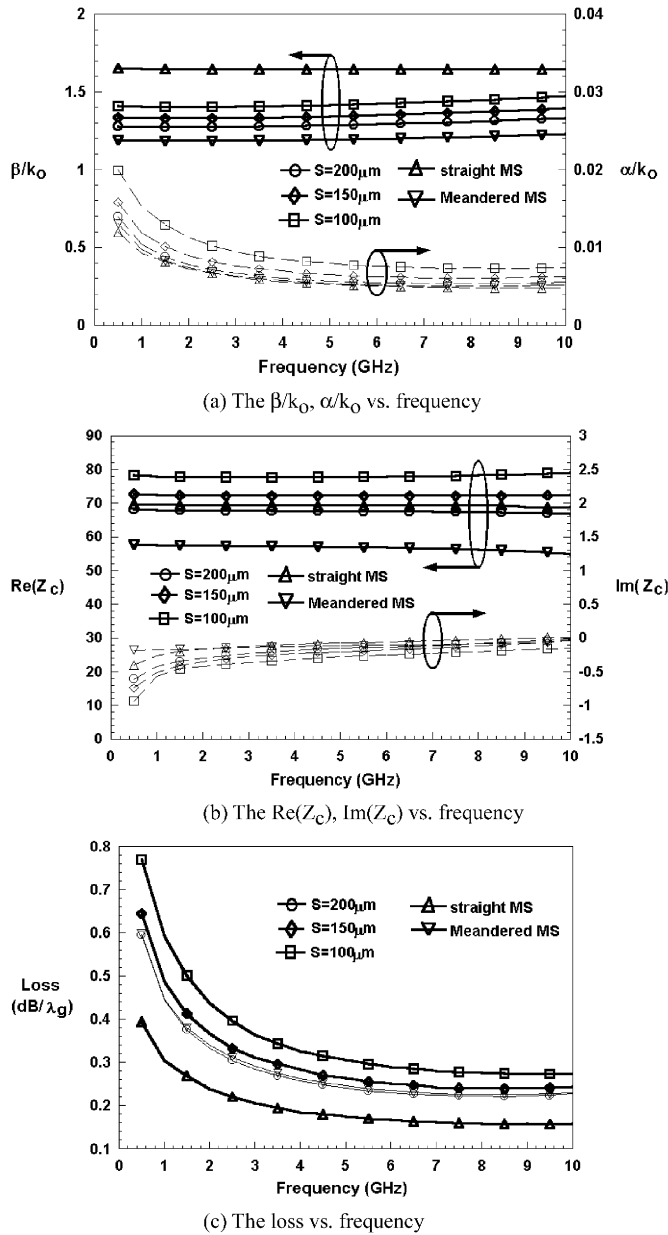 2 0.04
1.5 0.03
β/kO 1 0.02 α/kO
S=200μm straight MS
S=150μm Meandered MS
S=100μm
0.5 0.01
0 0
0 1 2 3 4 5 6 7 8 9 10
Frequency (GHz)
(a) The β/kO, α/kO vs. frequency
90 3
80 2.5
70 2
60 1.5
50 1
Re(ZC) 40 0.5 Im(ZC)
S=200μm straight MS
S=150μm Meandered MS
S=100μm
30 0
20 -0.5
10 -1
0 -1.5
0 1 2 3 4 5 6 7 8 9 10
Frequency (GHz)
(b) The Re(ZC), Im(ZC) vs. frequency
0.8
0.7
S=200μm straight MS
S=150μm Meandered MS
S=100μm
0.6
0.5
Loss
(dB/λg)
0.4
0.3
0.2
0.1
0 1 2 3 4 5 6 7 8 9 10
Frequency (GHz)
(c) The loss vs. frequency